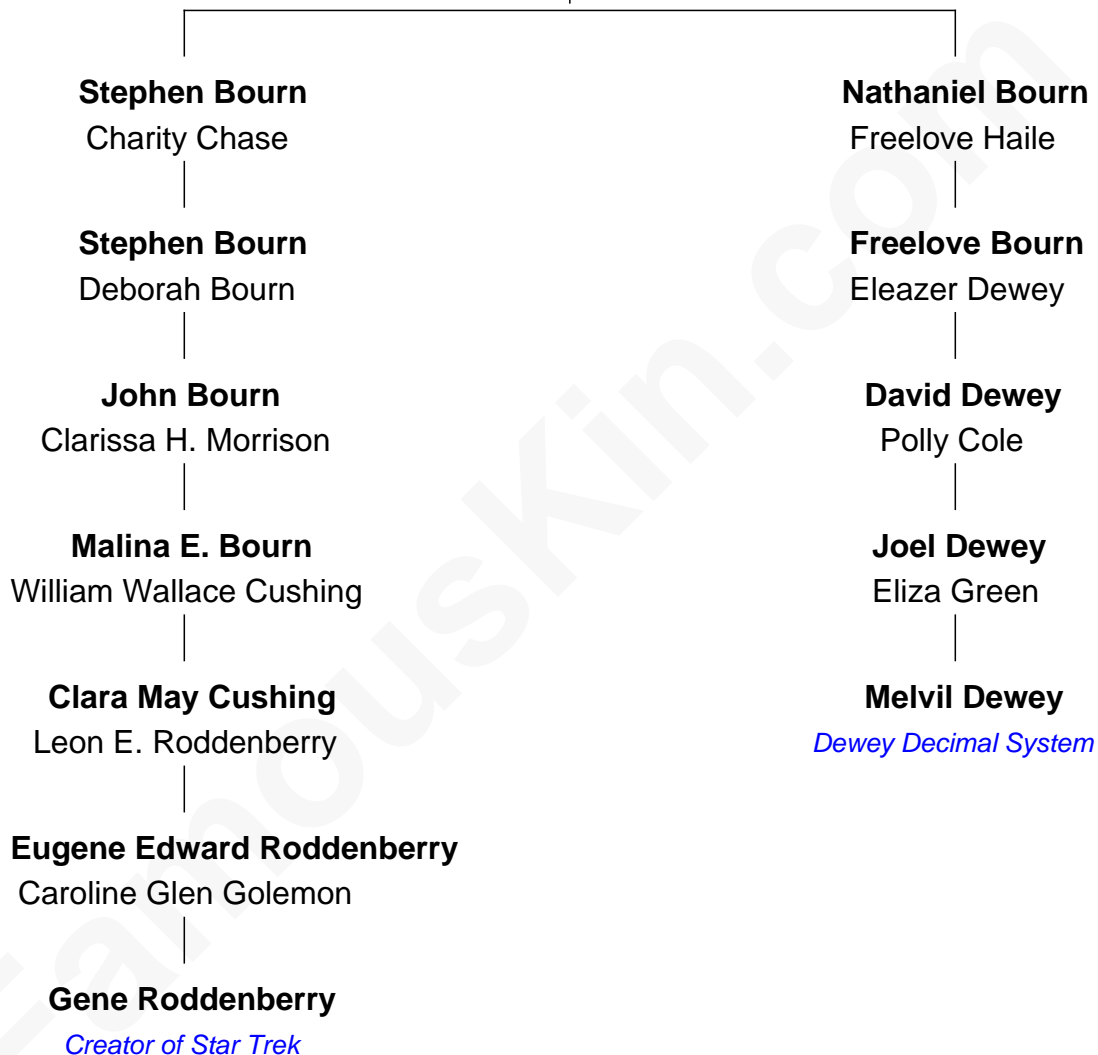 Stephen Bourn
Charity Chase
Nathaniel Bourn
Freelove Haile
Stephen Bourn
Deborah Bourn
Freelove Bourn
Eleazer Dewey
John Bourn
Clarissa H. Morrison
David Dewey
Polly Cole
Malina E. Bourn
William Wallace Cushing
Joel Dewey
Eliza Green
Clara May Cushing
Leon E. Roddenberry
Melvil Dewey
Dewey Decimal System
Eugene Edward Roddenberry
Caroline Glen Golemon
Gene Roddenberry
Creator of Star Trek
FamousKin.com